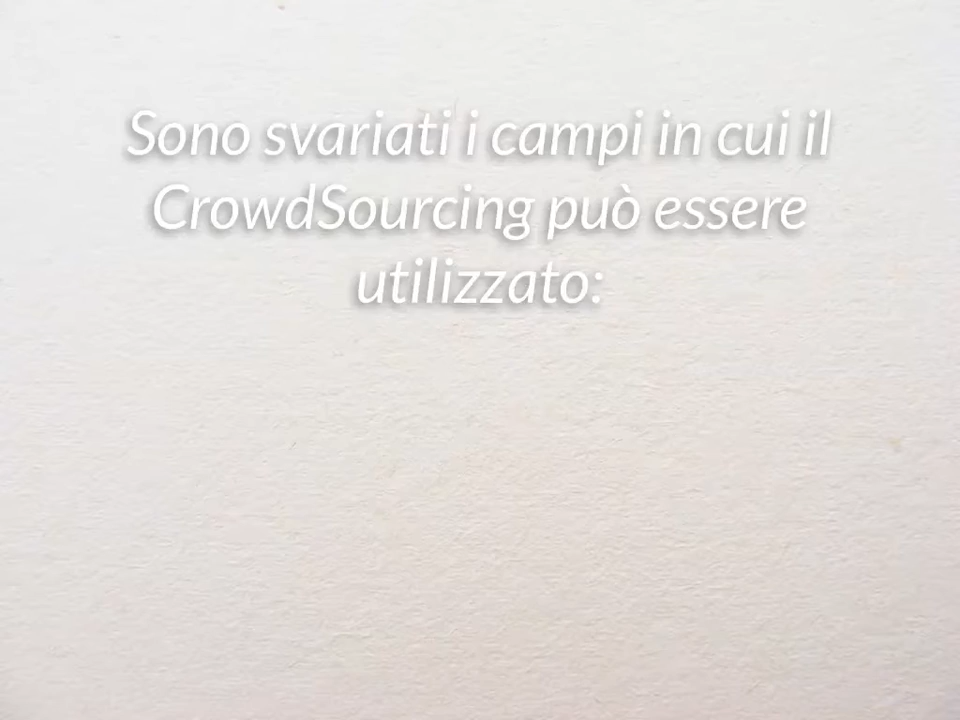 Sono svariati i campi in cui il
CrowdSourcing può essere
utilizzato: